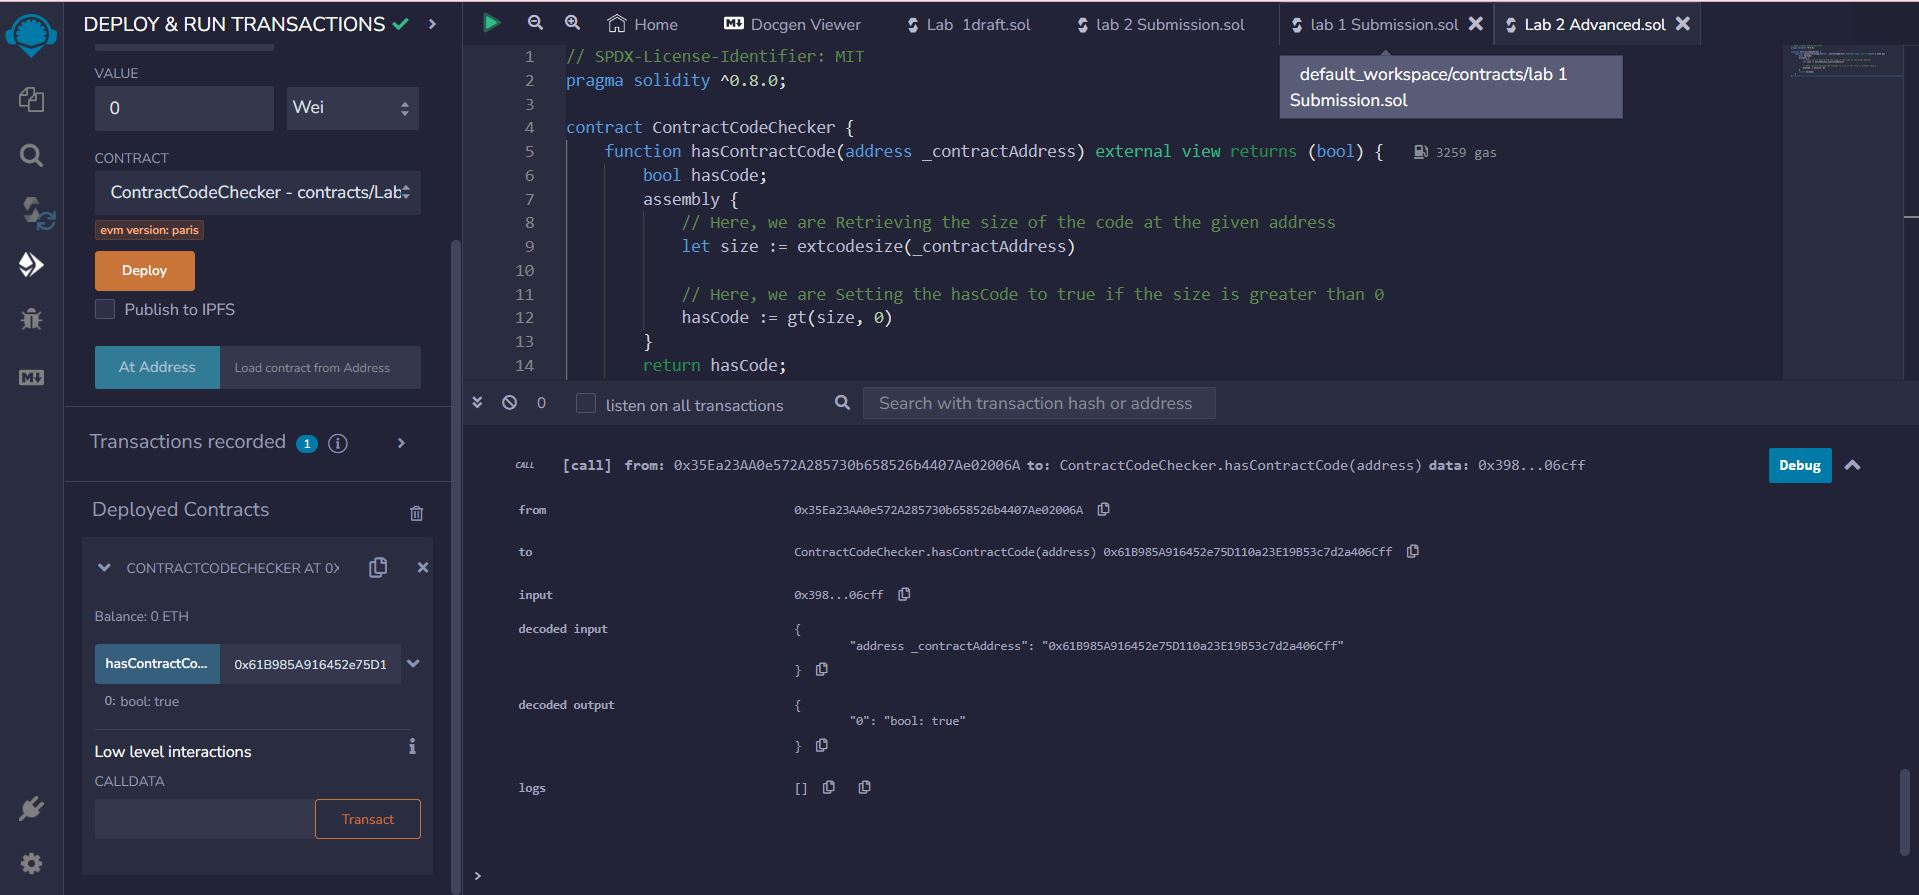 DEPLOY & RUN TRANSACTIONS
VALUE
0
Wei
CONTRACT
ContractCodeChecker - contracts/Lab
evm version: paris
Deploy
Publish to IPFS
At Address
Load contract from Address
Transactions recorded 1
Deployed Contracts
CONTRACTCODECHECKER AT 0X
Balance: 0 ETH
hasContractCo...
0x61B985A916452e75D1
0: bool: true
Low level interactions
CALLDATA
Transact
Home
Docgen Viewer
Lab 1draft.sol
lab 2 Submission.sol
lab 1 Submission.sol
Lab 2 Advanced.sol
default_workspace/contracts/lab 1
Submission.sol
1 // SPDX-License-Identifier: MIT
2 pragma solidity ^0.8.0;
3
4 contract ContractCodeChecker {
5 function hasContractCode(address _contractAddress) external view returns (bool) { 3259 gas
6 bool hasCode;
7 assembly {
8 // Here, we are Retrieving the size of the code at the given address
9 let size := extcodesize(_contractAddress)
10
11 // Here, we are Setting the hasCode to true if the size is greater than 0
12 hasCode := gt(size, 0)
13 }
14 return hasCode;
0
listen on all transactions
Search with transaction hash or address
CALL [call] from: 0x35Ea23AA0e572A285730b658526b4407Ae02006A to: ContractCodeChecker.hasContractCode(address) data: 0x398...06cff
Debug
from 0x35Ea23AA0e572A285730b658526b4407Ae02006A
to ContractCodeChecker.hasContractCode(address) 0x61B985A916452e75D110a23E19B53c7d2a406Cff
input 0x398...06cff
decoded input {
"address _contractAddress": "0x61B985A916452e75D110a23E19B53c7d2a406Cff"
}
decoded output {
"0": "bool: true"
}
logs []
>